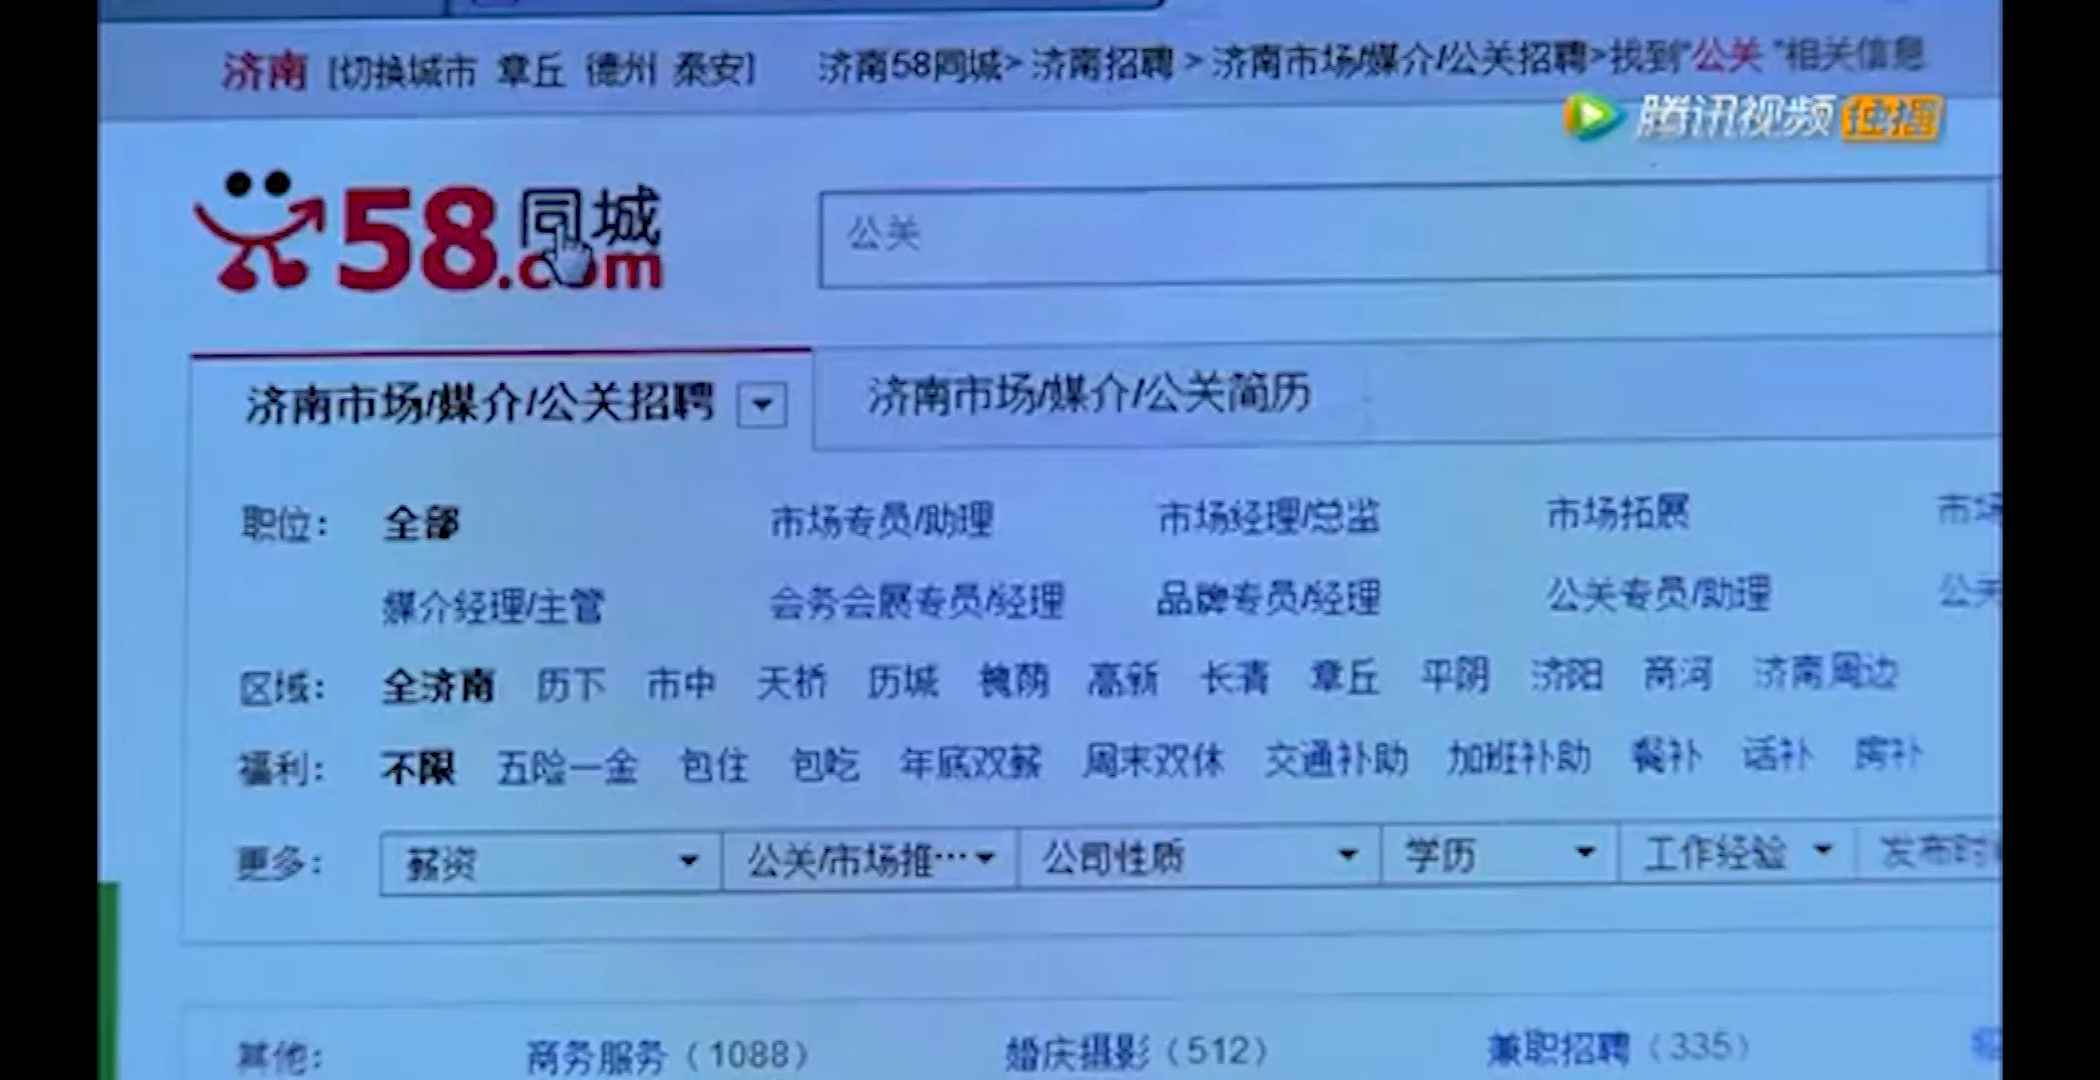 济南 [切换城市 章丘 德州 泰安] 济南58同城> 济南招聘 > 济南市场/媒介/公关招聘>找到"公关 "相关信息
腾讯视频 独播
58同城.com
公关
济南市场/媒介/公关招聘 济南市场/媒介/公关简历
职位: 全部 市场专员/助理 市场经理/总监 市场拓展 市场
媒介经理/主管 会务会展专员/经理 品牌专员/经理 公关专员/助理 公关
区域: 全济南 历下 市中 天桥 历城 槐荫 高新 长清 章丘 平阴 济阳 商河 济南周边
福利: 不限 五险一金 包住 包吃 年底双薪 周末双休 交通补助 加班补助 餐补 话补 房补
更多: 薪资 公关/市场推… 公司性质 学历 工作经验 发布时
其他: 商务服务(1088) 婚庆摄影(512) 兼职招聘(335)